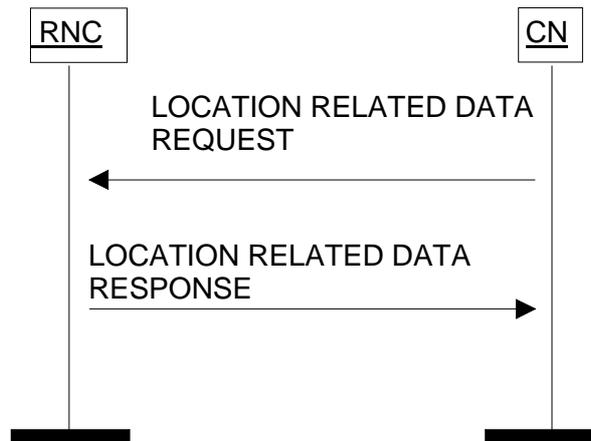 RNC
CN
LOCATION RELATED DATA
REQUEST
LOCATION RELATED DATA
RESPONSE